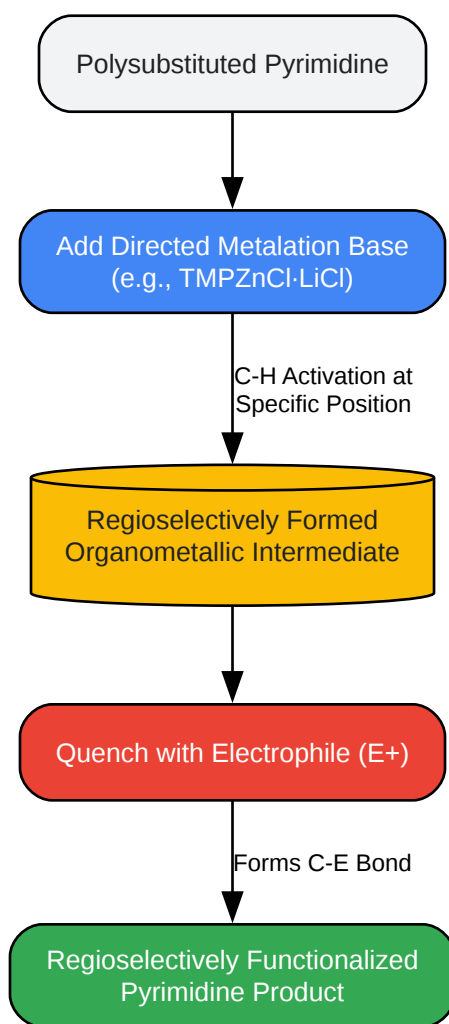 Polysubstituted Pyrimidine
Add Directed Metalation Base
(e.g., TMPZnCl·LiCl)
C-H Activation at
Specific Position
Regioselectively Formed
Organometallic Intermediate
Quench with Electrophile (E+)
Forms C-E Bond
Regioselectively Functionalized
Pyrimidine Product